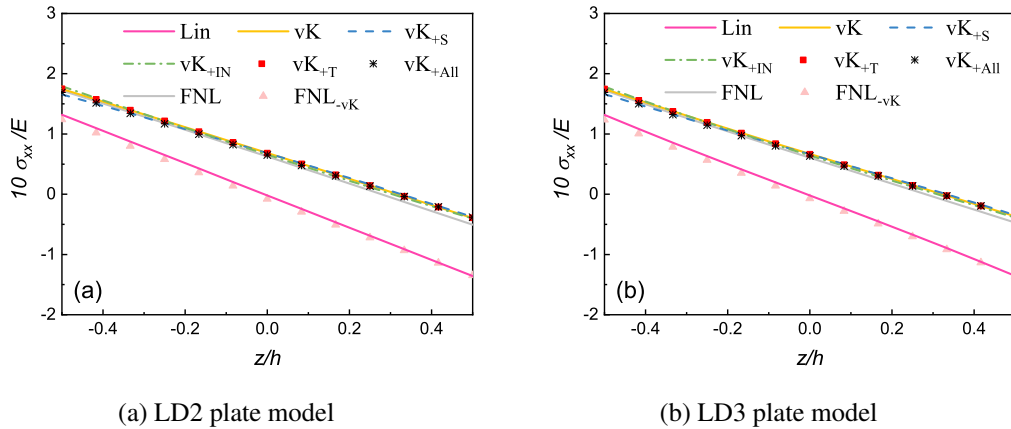 Lin vK vK+S
vK+IN vK+T vK+All
FNL FNL-vK
10 σxx /E
3
2
1
0
-1
-2
(a)
-0.4 -0.2 0.0 0.2 0.4
z/h
(a) LD2 plate model
Lin vK vK+S
vK+IN vK+T vK+All
FNL FNL-vK
10 σxx /E
3
2
1
0
-1
-2
(b)
-0.4 -0.2 0.0 0.2 0.4
z/h
(b) LD3 plate model